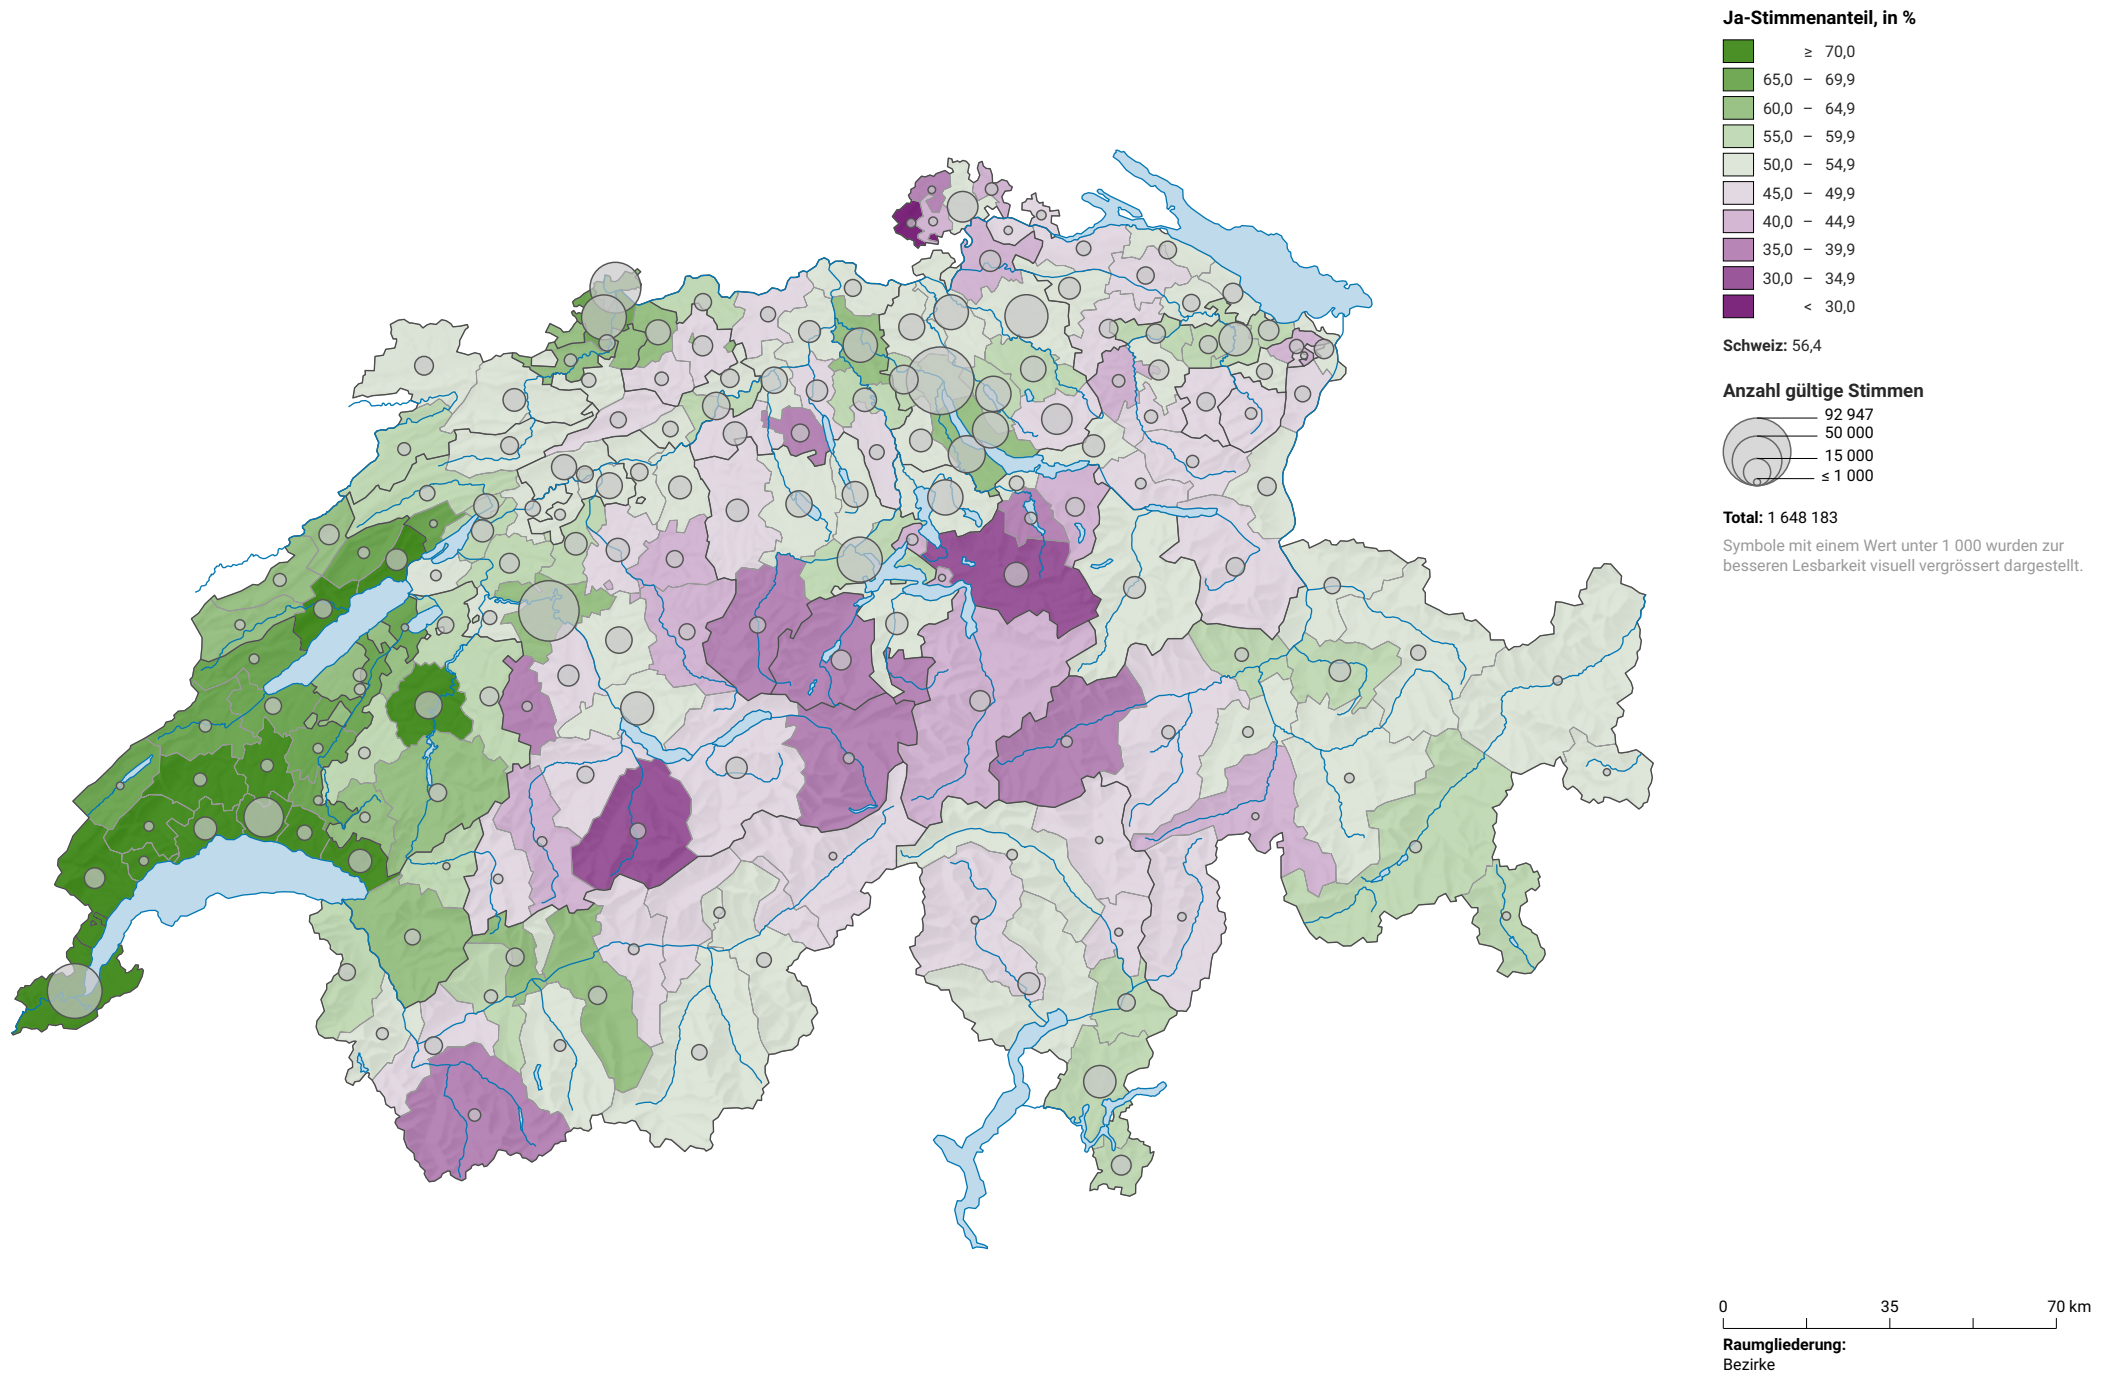 Ja-Stimmenanteil, in %
≥ 70,0
65,0 – 69,9
60,0 – 64,9
55,0 – 59,9
50,0 – 54,9
45,0 – 49,9
40,0 – 44,9
35,0 – 39,9
30,0 – 34,9
< 30,0
Schweiz: 56,4
Anzahl gültige Stimmen
92 947
50 000
15 000
≤ 1 000
Total: 1 648 183
Symbole mit einem Wert unter 1 000 wurden zur
besseren Lesbarkeit visuell vergrössert dargestellt.
0 35 70 km
Raumgliederung:
Bezirke